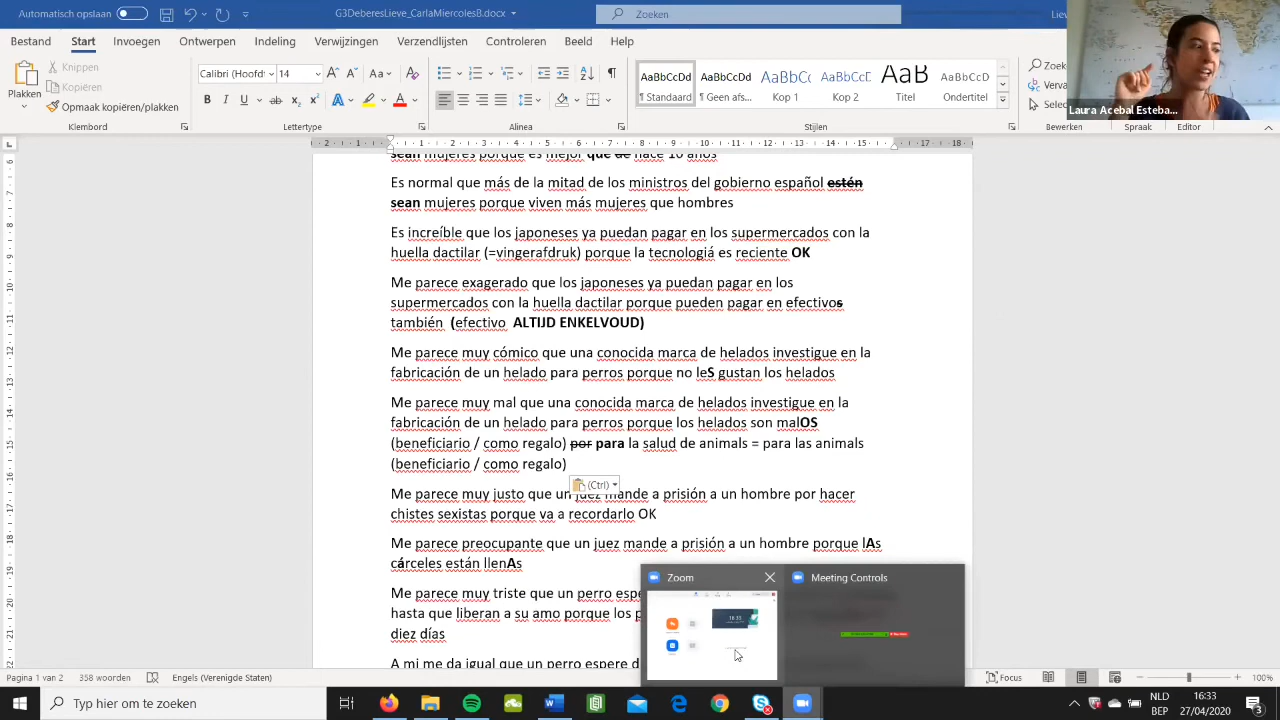 Automatisch opslaan
G3DeberesLMercolesLes8.docx
Zoeken
Bestand
Start
Invoegen
Ontwerpen
Indeling
Verwijzingen
Verzendlijsten
Controleren
Beeld
Help
Plakken
Knippen
Kopiëren
Opmaak kopiëren/plakken
Calibri (Hoofdt
14
AaBbCcDd
AaBbCcDd
AaBbCc
AaBbCcD
AaB
AaBbCcD
¶ Standaard
¶ Geen afs...
Kop 1
Kop 2
Titel
Ondertitel
Zoe
Ver
Sele
Klembord
Lettertype
Alinea
Stijlen
Bewerken
Spraak
Editor
Laura Acebal Esteba...
sean mujeres porque es mejor que de hace 10 años
Es normal que más de la mitad de los ministros del gobierno español estén
sean mujeres porque viven más mujeres que hombres
Es increíble que los japoneses ya puedan pagar en los supermercados con la
huella dactilar (=vingerafdruk) porque la tecnologiá es reciente OK
Me parece exagerado que los japoneses ya puedan pagar en los
supermercados con la huella dactilar porque pueden pagar en efectivos
también (efectivo ALTIJD ENKELVOUD)
Me parece muy cómico que una conocida marca de helados investigue en la
fabricación de un helado para perros porque no leS gustan los helados
Me parece muy mal que una conocida marca de helados investigue en la
fabricación de un helado para perros porque los helados son malOS
(beneficiario / como regalo) por para la salud de animals = para las animals
(beneficiario / como regalo)
(Ctrl)
Me parece muy justo que un juez mande a prisión a un hombre por hacer
chistes sexistas porque va a recordarlo OK
Me parece preocupante que un juez mande a prisión a un hombre porque lAs
cárceles están llenAs
Me parece muy triste que un perro espe
hasta que liberan a su amo porque los p
diez días
A mi me da igual que un perro espere d
Zoom
Meeting Controls
Pagina 1 van 2
358 woorden
Engels (Verenigde Staten)
Focus
100%
Typ hier om te zoeken
NLD
BEP
16:33
27/04/2020
3